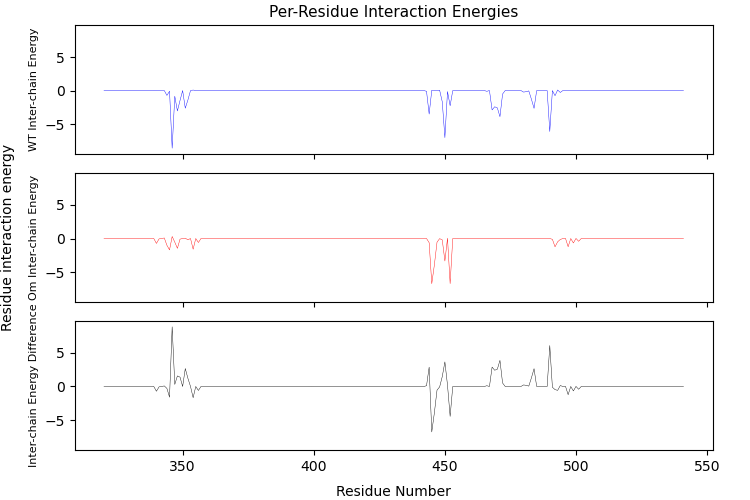 Per-Residue Interaction Energies
WT Inter-chain Energy
5
0
−5
Residue interaction energy
Om Inter-chain Energy
5
0
−5
Inter-chain Energy Difference
5
0
−5
350
400
450
500
550
Residue Number